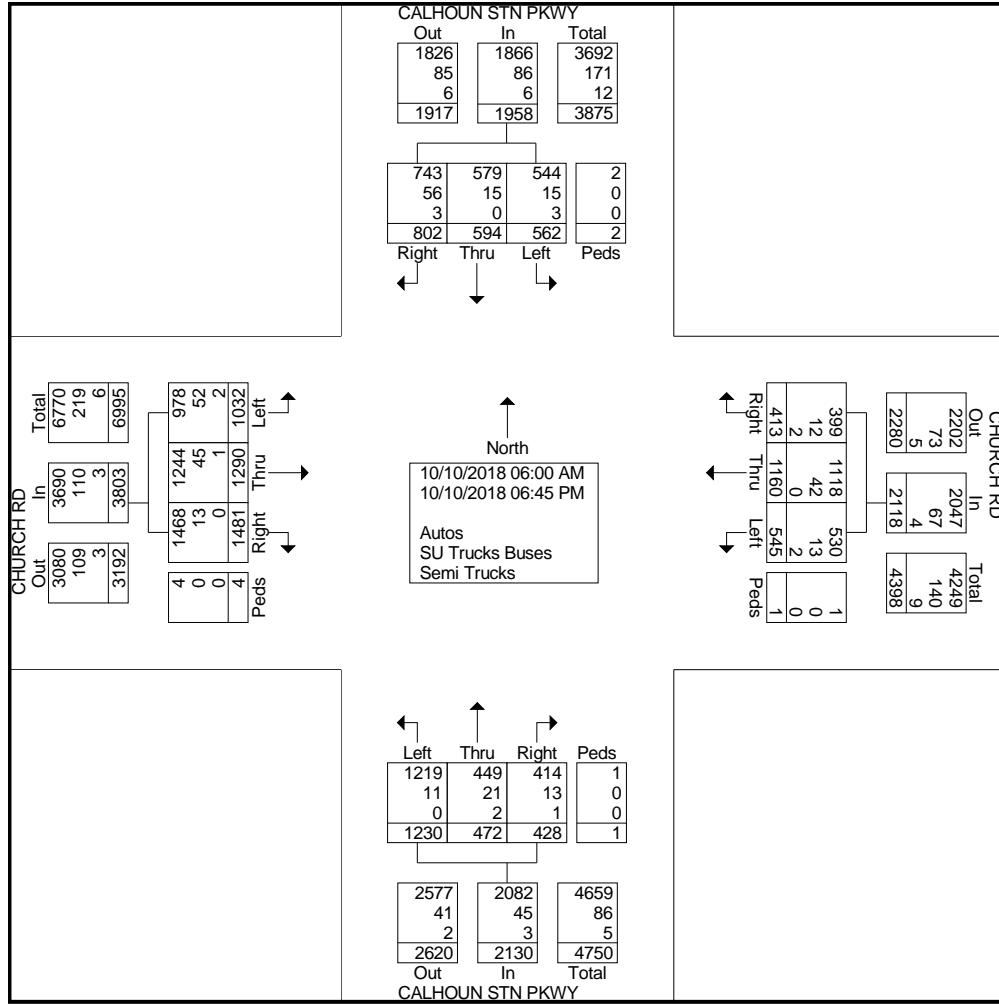 CALHOUN STN PKWY
Out In Total
1826 1866 3692
85 86 171
6 6 12
1917 1958 3875
743 579 544 2
56 15 15 0
3 0 3 0
802 594 562 2
Right Thru Left Peds
CHURCH RD
Out In Total
3080 3690 6770
109 110 219
3 3 6
3192 3803 6995
Peds Right Thru Left
4 1468 1244 978
0 13 45 52
0 0 1 2
4 1481 1290 1032
North
10/10/2018 06:00 AM
10/10/2018 06:45 PM
Autos
SU Trucks Buses
Semi Trucks
CHURCH RD
Out In Total
2202 2047 4249
73 67 140
5 4 9
2280 2118 4398
399 1118 530 1
12 42 13 0
2 0 2 0
413 1160 545 1
Right Thru Left Peds
Left Thru Right Peds
1219 449 414 1
11 21 13 0
0 2 1 0
1230 472 428 1
2577 2082 4659
41 45 86
2 3 5
2620 2130 4750
Out In Total
CALHOUN STN PKWY